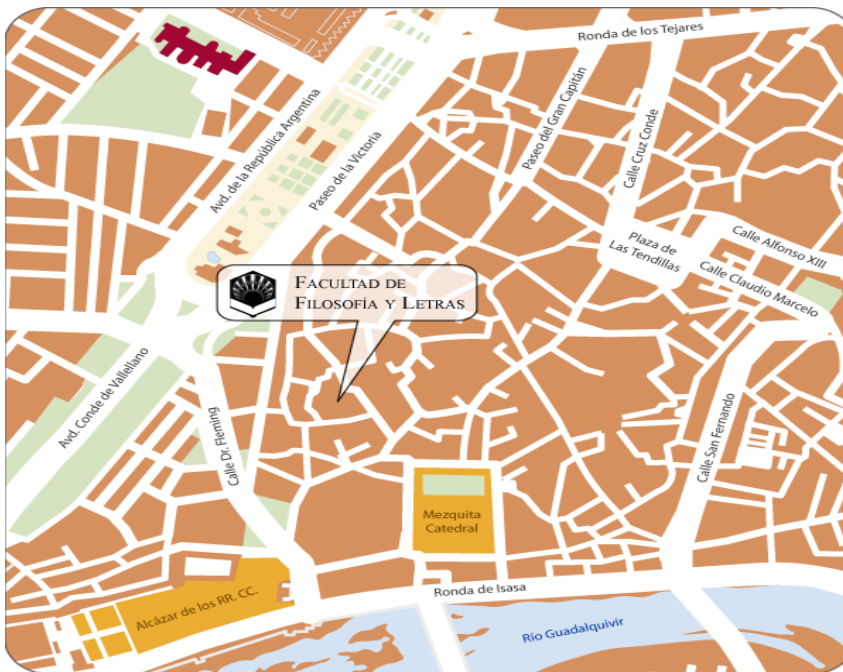 Ronda de los Tejares
Paseo del Gran Capitán
Calle Cruz Conde
Avd. de la República Argentina
Paseo de la Victoria
Plaza de
Las Tendillas
Calle Alfonso XIII
Calle Claudio Marcelo
FACULTAD DE
FILOSOFÍA Y LETRAS
Avd. Conde de Vallellano
Calle Dr. Fleming
Calle San Fernando
Mezquita
Catedral
Ronda de Isasa
Alcázar de los RR. CC.
Río Guadalquivir